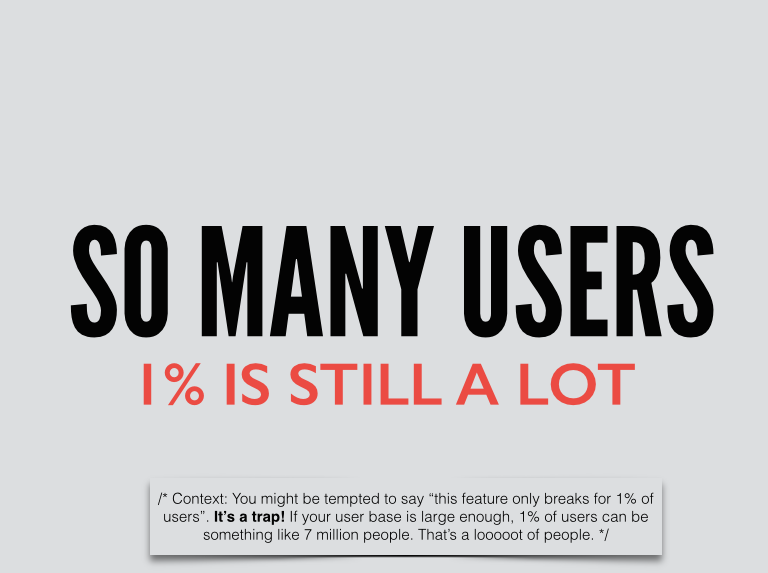 SO MANY USERS
1% IS STILL A LOT
/* Context: You might be tempted to say “this feature only breaks for 1% of
users”. It’s a trap! If your user base is large enough, 1% of users can be
something like 7 million people. That’s a looooot of people. */